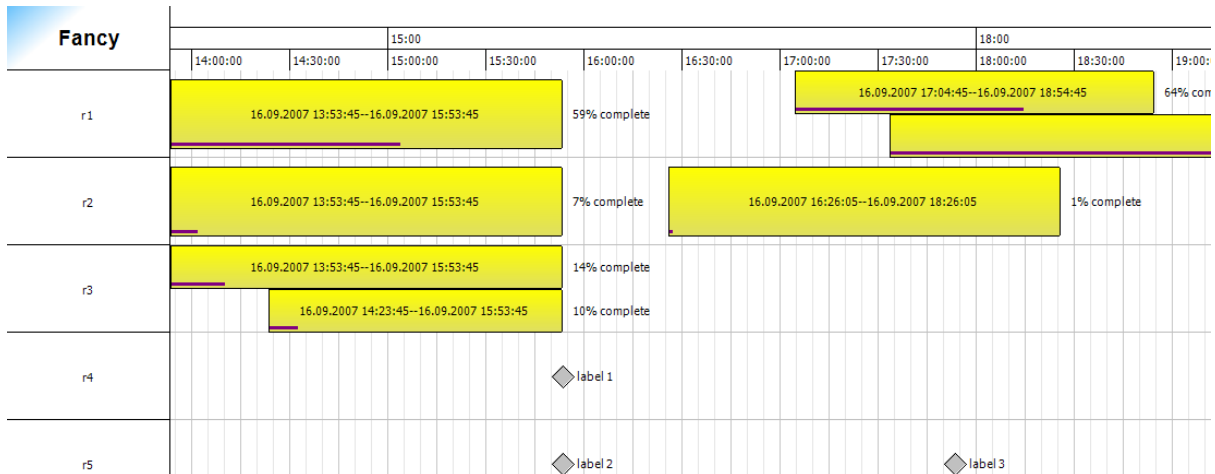 Fancy
15:00 18:00
14:00:00 14:30:00 15:00:00 15:30:00 16:00:00 16:30:00 17:00:00 17:30:00 18:00:00 18:30:00 19:00:
r1
16.09.2007 13:53:45--16.09.2007 15:53:45 59% complete
16.09.2007 17:04:45--16.09.2007 18:54:45 64% com
r2
16.09.2007 13:53:45--16.09.2007 15:53:45 7% complete
16.09.2007 16:26:05--16.09.2007 18:26:05 1% complete
r3
16.09.2007 13:53:45--16.09.2007 15:53:45 14% complete
16.09.2007 14:23:45--16.09.2007 15:53:45 10% complete
r4
label 1
r5
label 2 label 3